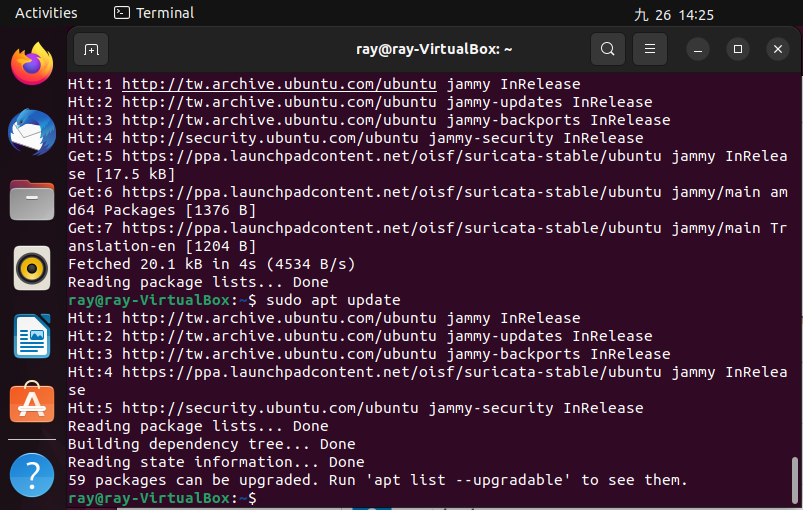 Activities
Terminal
九 26 14:25
ray@ray-VirtualBox: ~
Hit:1 http://tw.archive.ubuntu.com/ubuntu jammy InRelease
Hit:2 http://tw.archive.ubuntu.com/ubuntu jammy-updates InRelease
Hit:3 http://tw.archive.ubuntu.com/ubuntu jammy-backports InRelease
Hit:4 http://security.ubuntu.com/ubuntu jammy-security InRelease
Get:5 https://ppa.launchpadcontent.net/oisf/suricata-stable/ubuntu jammy InRelea
se [17.5 kB]
Get:6 https://ppa.launchpadcontent.net/oisf/suricata-stable/ubuntu jammy/main am
d64 Packages [1376 B]
Get:7 https://ppa.launchpadcontent.net/oisf/suricata-stable/ubuntu jammy/main Tr
anslation-en [1204 B]
Fetched 20.1 kB in 4s (4534 B/s)
Reading package lists... Done
ray@ray-VirtualBox:~$ sudo apt update
Hit:1 http://tw.archive.ubuntu.com/ubuntu jammy InRelease
Hit:2 http://tw.archive.ubuntu.com/ubuntu jammy-updates InRelease
Hit:3 http://tw.archive.ubuntu.com/ubuntu jammy-backports InRelease
Hit:4 https://ppa.launchpadcontent.net/oisf/suricata-stable/ubuntu jammy InRelea
se
Hit:5 http://security.ubuntu.com/ubuntu jammy-security InRelease
Reading package lists... Done
Building dependency tree... Done
Reading state information... Done
59 packages can be upgraded. Run 'apt list --upgradable' to see them.
ray@ray-VirtualBox:~$